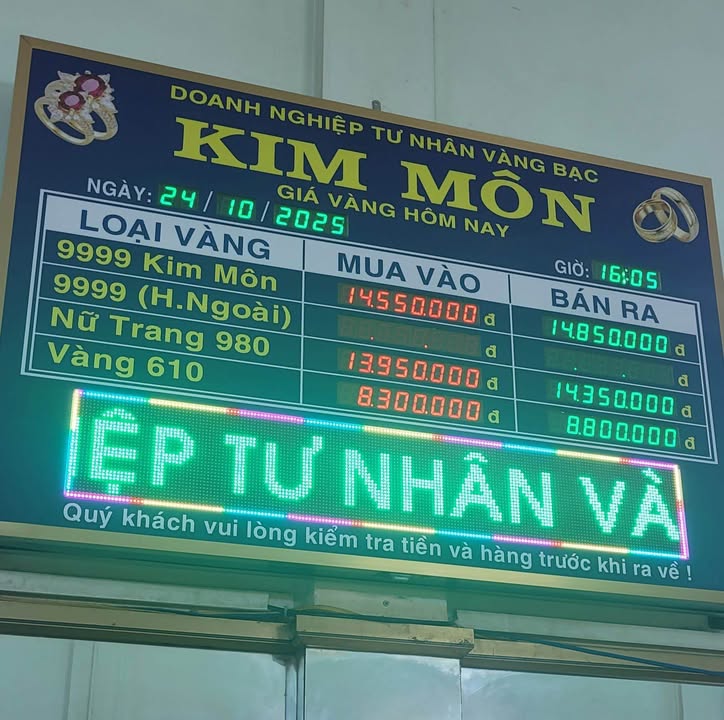 DOANH NGHIỆP TƯ NHÂN VÀNG BẠC
KIM MÔN
GIÁ VÀNG HÔM NAY
NGÀY: 24 / 10 / 2025
GIỜ: 16:05
LOẠI VÀNG MUA VÀO BÁN RA
9999 Kim Môn 14.550.000 đ 14.850.000 đ
9999 (H.Ngoài) . . đ . . đ
Nữ Trang 980 13.950.000 đ 14.350.000 đ
Vàng 610 8.300.000 đ 8.800.000 đ
ỆP TƯ NHÂN VÀ
Quý khách vui lòng kiểm tra tiền và hàng trước khi ra về !